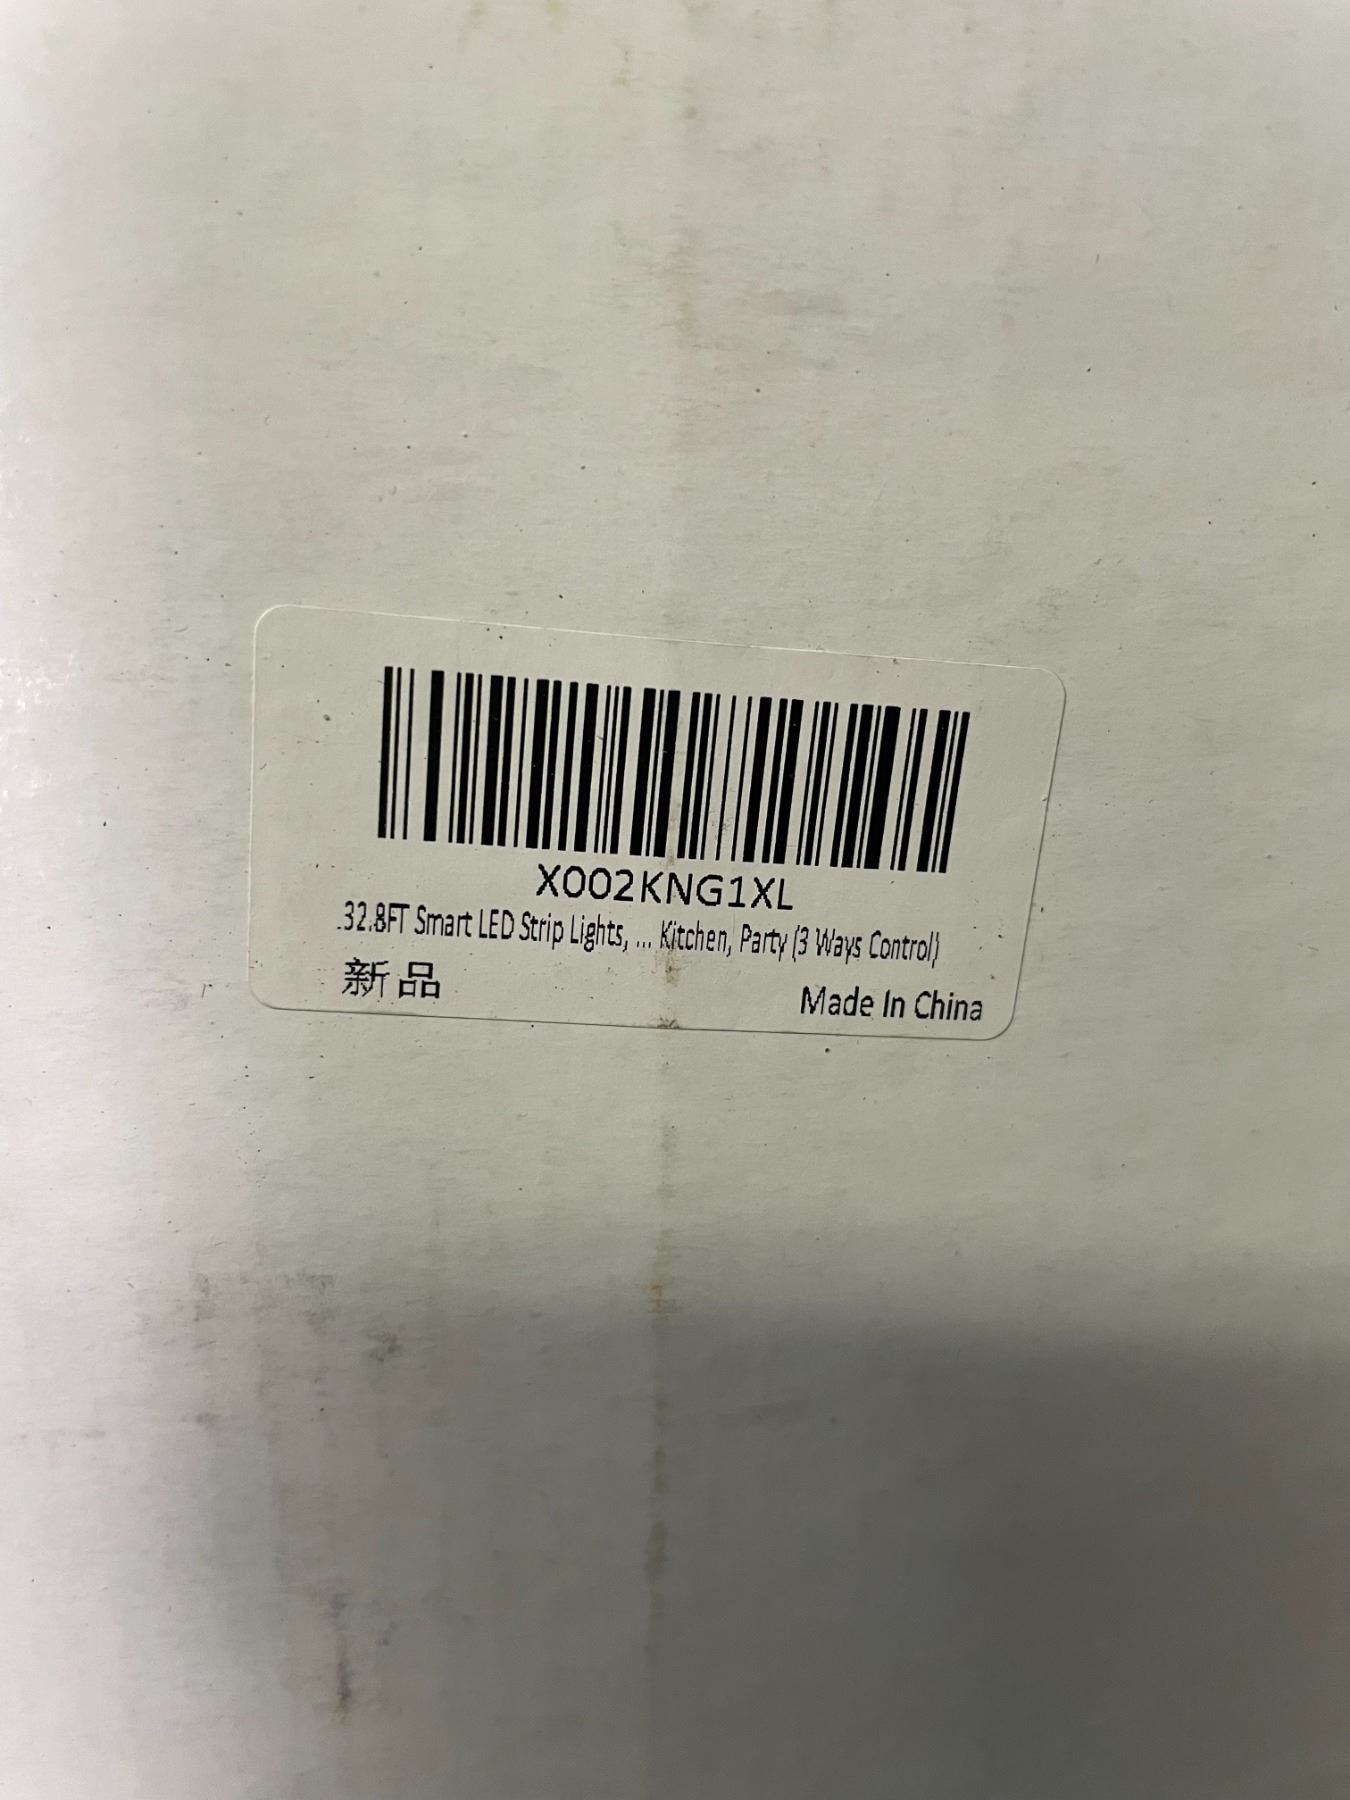 X002KNG1XL
.32.8FT Smart LED Strip Lights, ... Kitchen, Party (3 Ways Control)
新品
Made In China